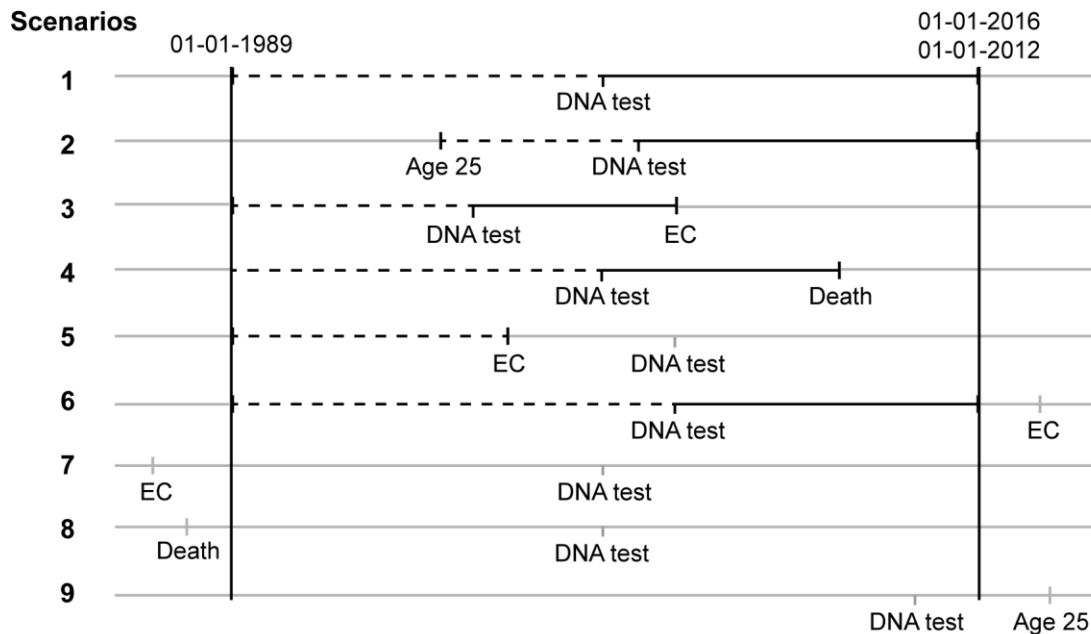 Scenarios
01-01-1989
01-01-2016
01-01-2012
1
DNA test
2
Age 25
DNA test
3
DNA test
EC
4
DNA test
Death
5
EC
DNA test
6
DNA test
EC
7
EC
DNA test
8
Death
DNA test
9
DNA test
Age 25